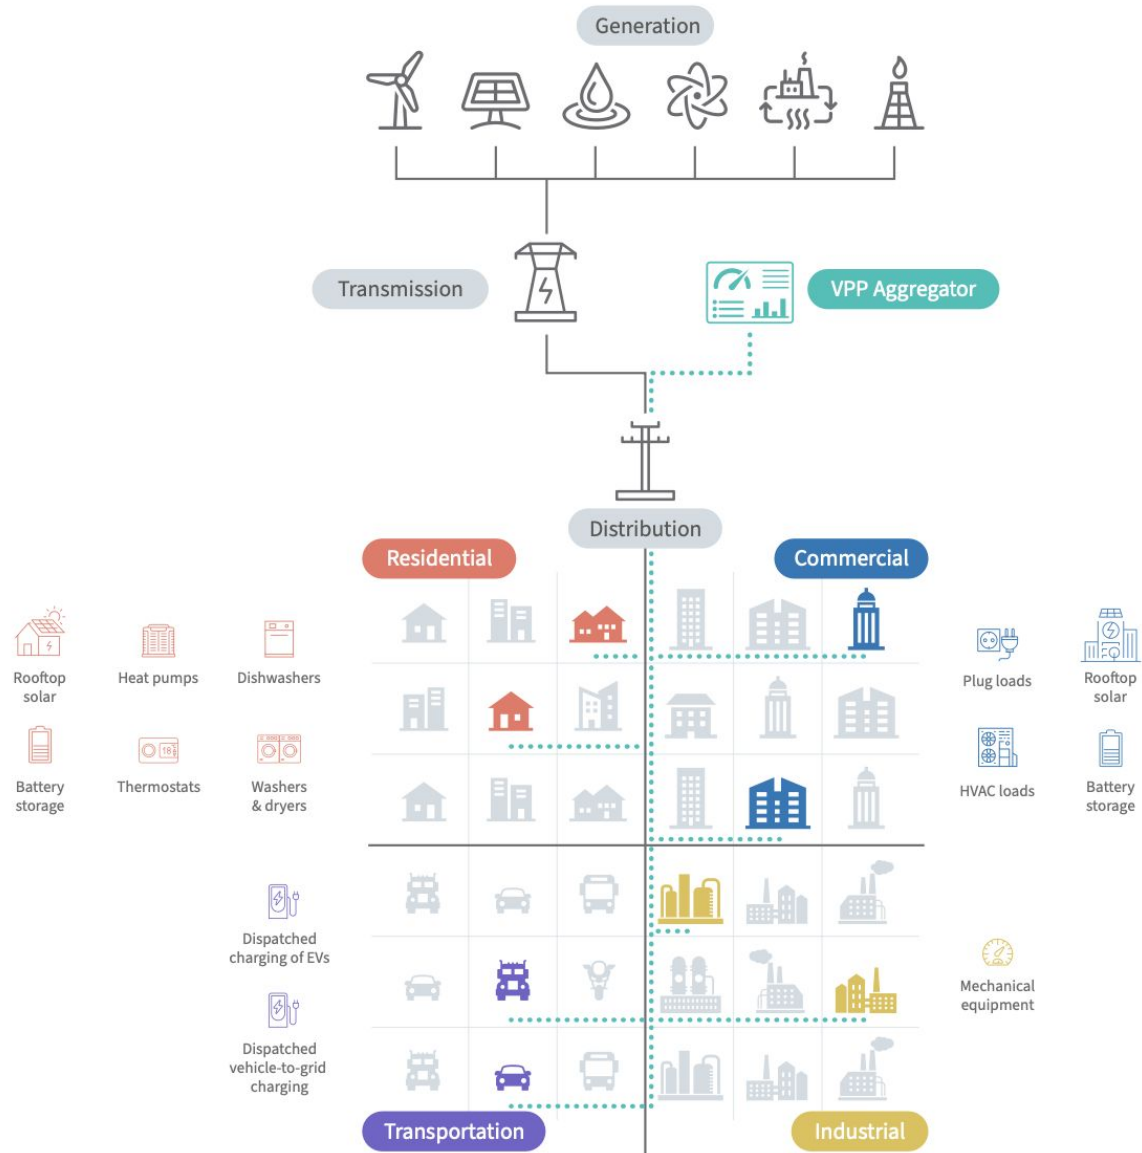 Generation
Transmission
VPP Aggregator
Distribution
Residential
Commercial
Rooftop
solar
Heat pumps
Dishwashers
Battery
storage
Thermostats
18
Washers
& dryers
Plug loads
Rooftop
solar
HVAC loads
Battery
storage
Dispatched
charging of EVs
Dispatched
vehicle-to-grid
charging
Mechanical
equipment
Transportation
Industrial